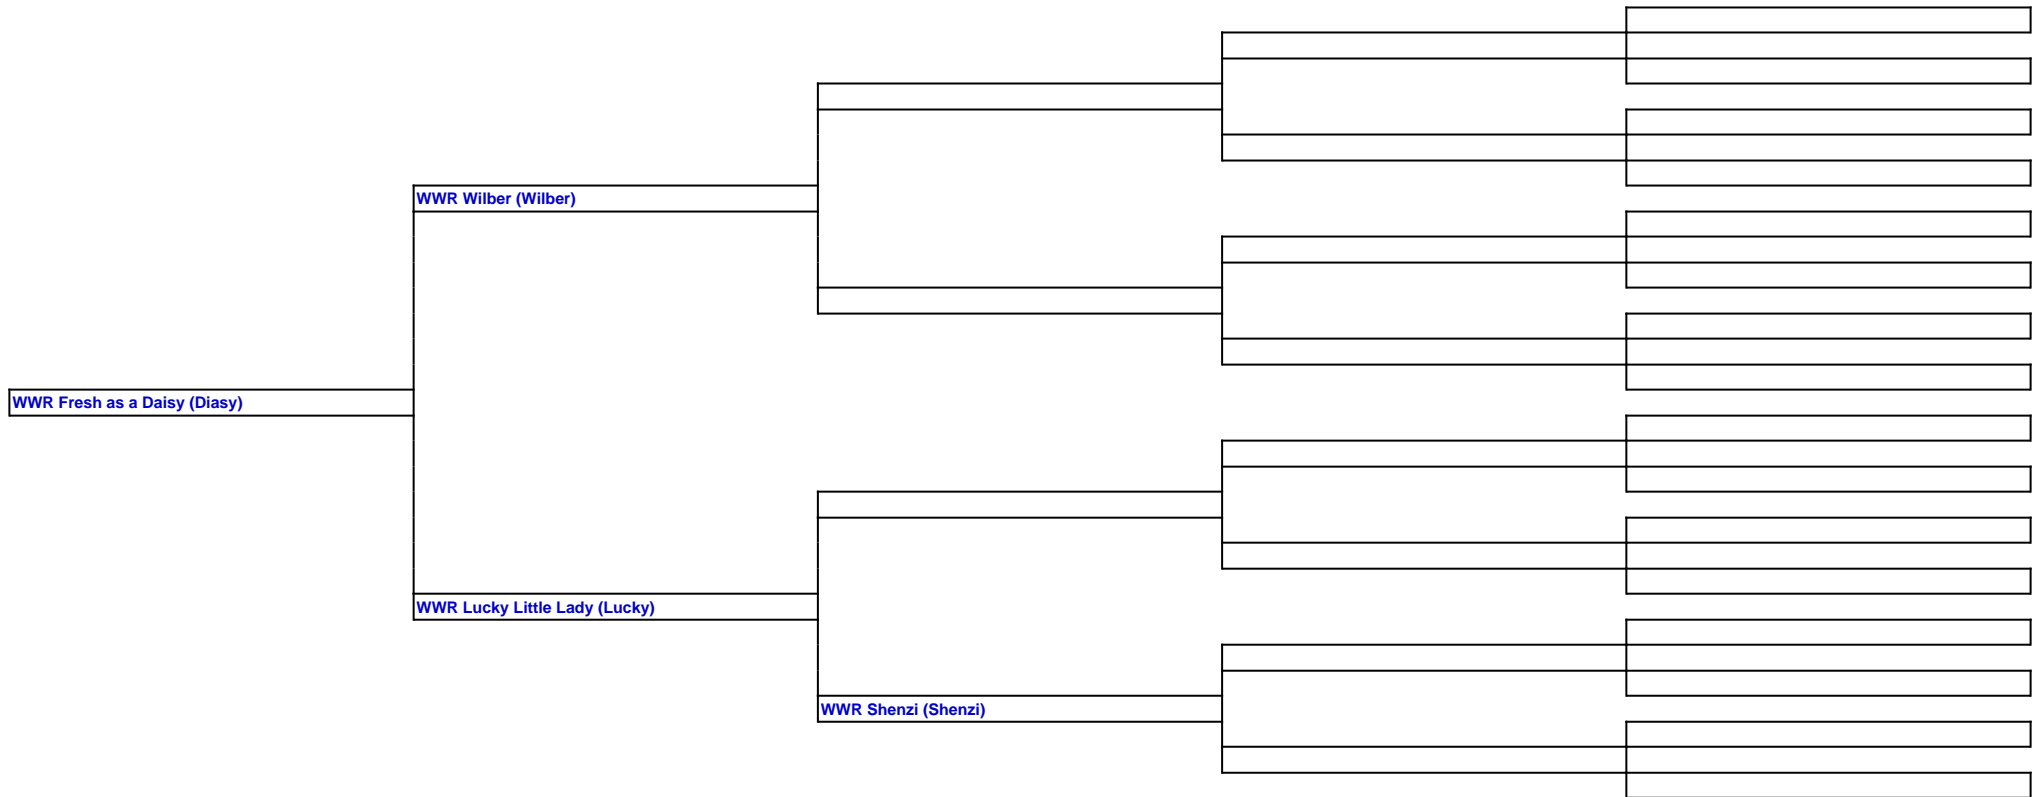 WWR Wilber (Wilber)
WWR Fresh as a Daisy (Diasy)
WWR Lucky Little Lady (Lucky)
WWR Shenzi (Shenzi)